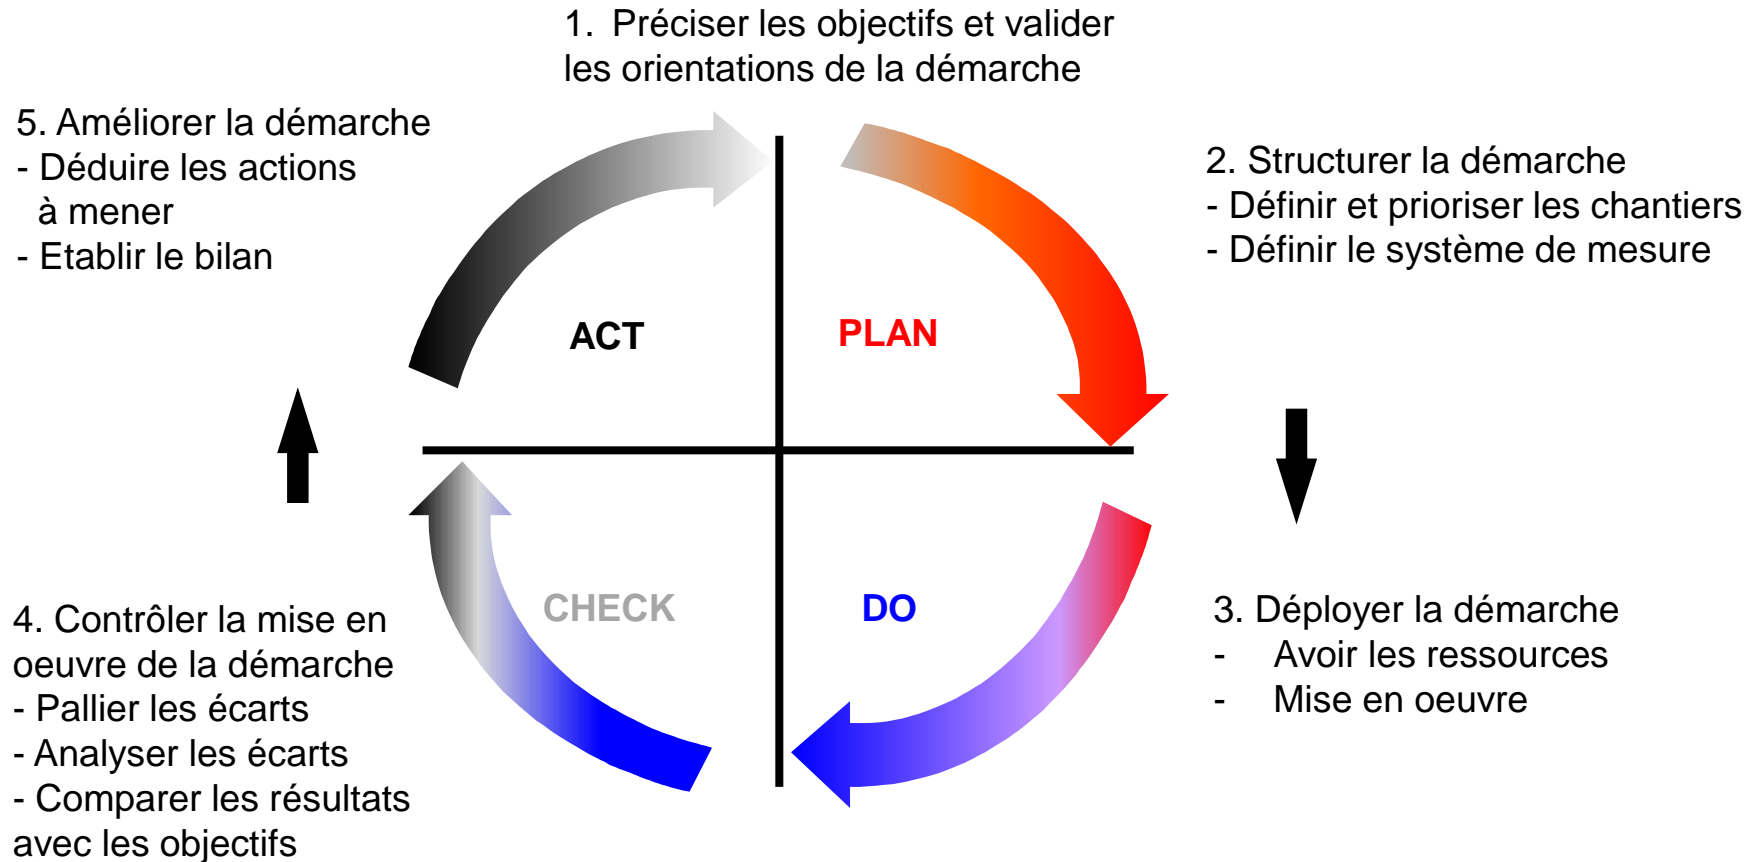 1. Préciser les objectifs et valider
les orientations de la démarche
5. Améliorer la démarche
- Déduire les actions
à mener
- Etablir le bilan
2. Structurer la démarche
- Définir et prioriser les chantiers
- Définir le système de mesure
ACT
PLAN
CHECK
DO
4. Contrôler la mise en
oeuvre de la démarche
- Pallier les écarts
- Analyser les écarts
- Comparer les résultats
avec les objectifs
3. Déployer la démarche
- Avoir les ressources
- Mise en oeuvre